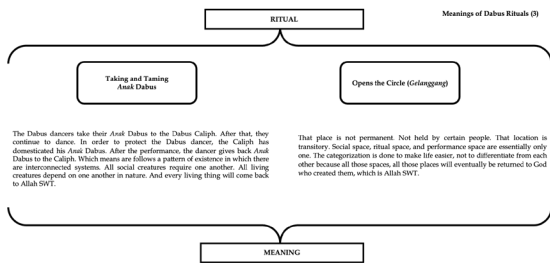 Meanings of Dabus Rituals (3)
RITUAL
Taking and Taming
Anak Dabus
Opens the Circle (Gelanggang)
The Dabus dancers take their Anak Dabus to the Dabus Caliph. After that, they
continue to dance. In order to protect the Dabus dancer, the Caliph has
domesticated his Anak Dabus. After the performance, the dancer gives back Anak
Dabus to the Caliph. Which means are follows a pattern of existence in which there
are interconnected systems. All social creatures require one another. All living
creatures depend on one another in nature. And every living thing will come back
to Allah SWT.
That place is not permanent. Not held by certain people. That location is
transitory. Social space, ritual space, and performance space are essentially only
one. The categorization is done to make life easier, not to differentiate from each
other because all those spaces, all those places will eventually be returned to God
who created them, which is Allah SWT.
MEANING